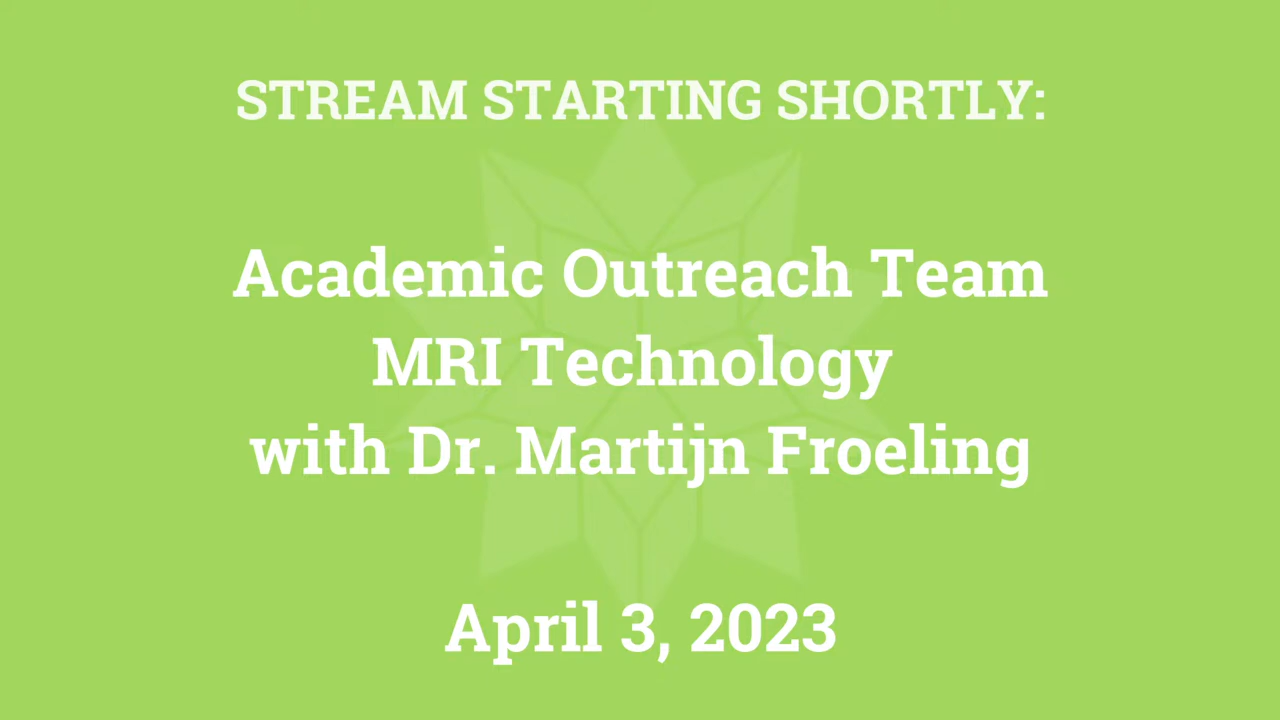 STREAM STARTING SHORTLY:
Academic Outreach Team
MRI Technology
with Dr. Martijn Froeling
April 3, 2023